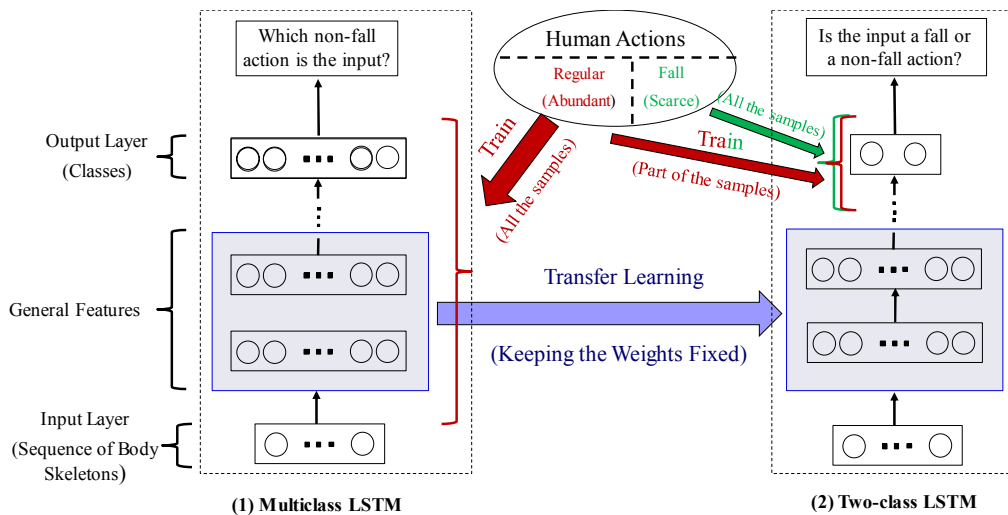 Which non-fall
action is the input?
Human Actions
Regular
(Abundant)
Fall
(Scarce)
Is the input a fall or
a non-fall action?
Output Layer
(Classes)
Train
(All the samples)
(All the samples)
Train
(Part of the samples)
General Features
Transfer Learning
(Keeping the Weights Fixed)
Input Layer
(Sequence of Body
Skeletons)
(1) Multiclass LSTM
(2) Two-class LSTM